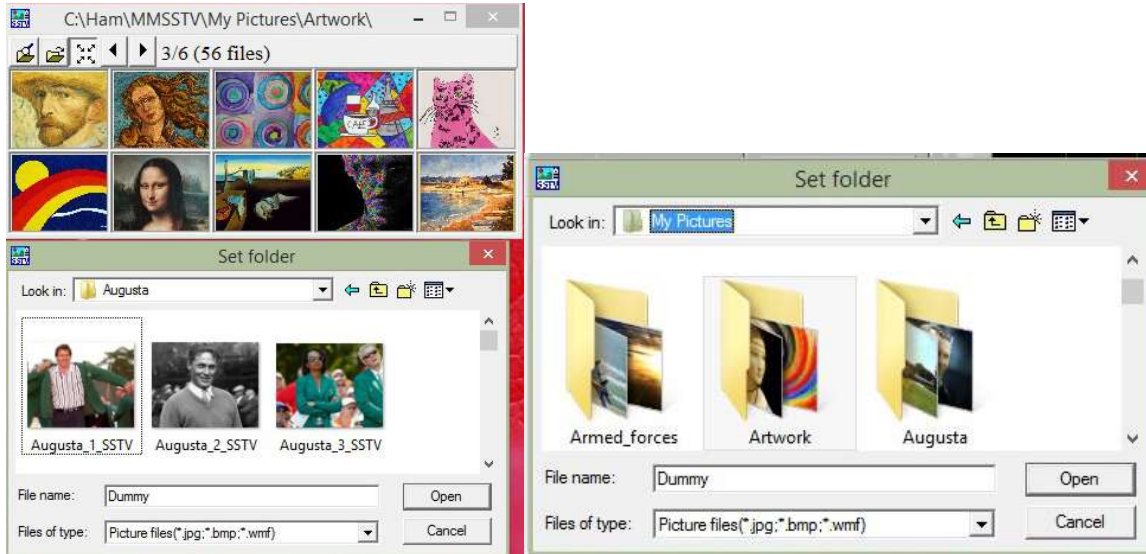 C:\Ham\MMSSTV\My Pictures\Artwork\
3/6 (56 files)
CAFE
Set folder
Look in: Augusta
Augusta_1_SSTV Augusta_2_SSTV Augusta_3_SSTV
File name: Dummy Open
Files of type: Picture files(*.jpg;*.bmp;*.wmf) Cancel
Set folder
Look in: My Pictures
Armed_forces Artwork Augusta
File name: Dummy Open
Files of type: Picture files(*.jpg;*.bmp;*.wmf) Cancel